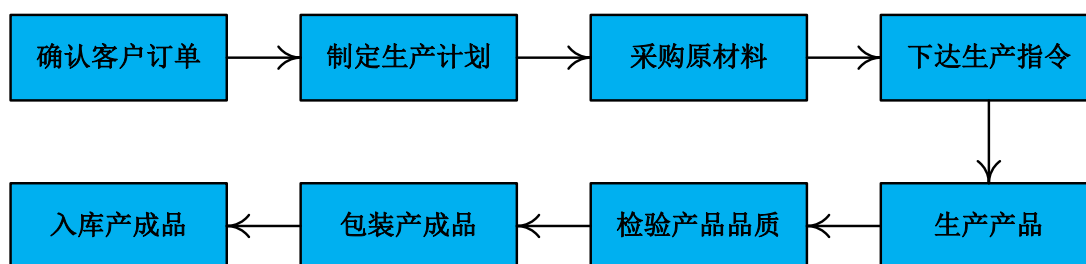 确认客户订单
制定生产计划
采购原材料
下达生产指令
生产产品
检验产品品质
包装产成品
入库产成品